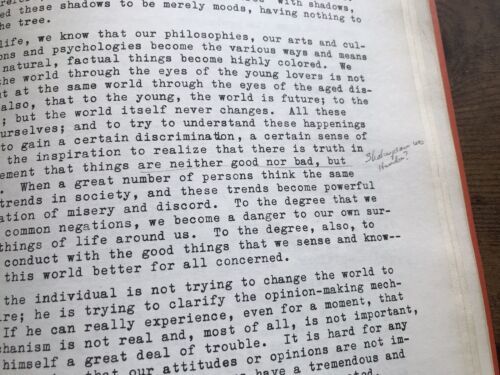 ed these shadows to be merely moods, having nothing to
he tree.
life, we know that our philosophies, our arts and cul-
ons and psychologies become the various ways and means
natural, factual things become highly colored. We
the world through the eyes of the young lovers is not
ut at the same world through the eyes of the aged dis-
also, that to the young, the world is future; to the
; but the world itself never changes. All these
urselves; and to try to understand these happenings
to gain a certain discrimination, a certain sense of
the inspiration to realize that there is truth in
ement that things are neither good nor bad, but
. When a great number of persons think the same
trends in society, and these trends become powerful
ation of misery and discord. To the degree that we
common negations, we become a danger to our own sur-
things of life around us. To the degree, also, to
conduct with the good things that we sense and know--
this world better for all concerned.
the individual is not trying to change the world to
ire; he is trying to clarify the opinion-making mech-
If he can really experience, even for a moment, that
chanism is not real and, most of all, is not important,
himself a great deal of trouble. It is hard for any
that our attitudes or opinions are not im-
have a tremendous and